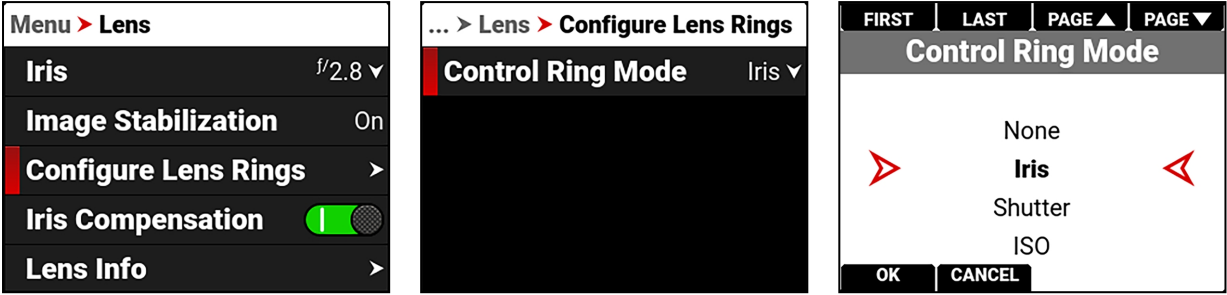 Menu > Lens
Iris ƒ/2.8
Image Stabilization On
Configure Lens Rings >
Iris Compensation
Lens Info >
... > Lens > Configure Lens Rings
Control Ring Mode Iris
FIRST LAST PAGE▲ PAGE▼
Control Ring Mode
None
Iris
Shutter
ISO
OK CANCEL